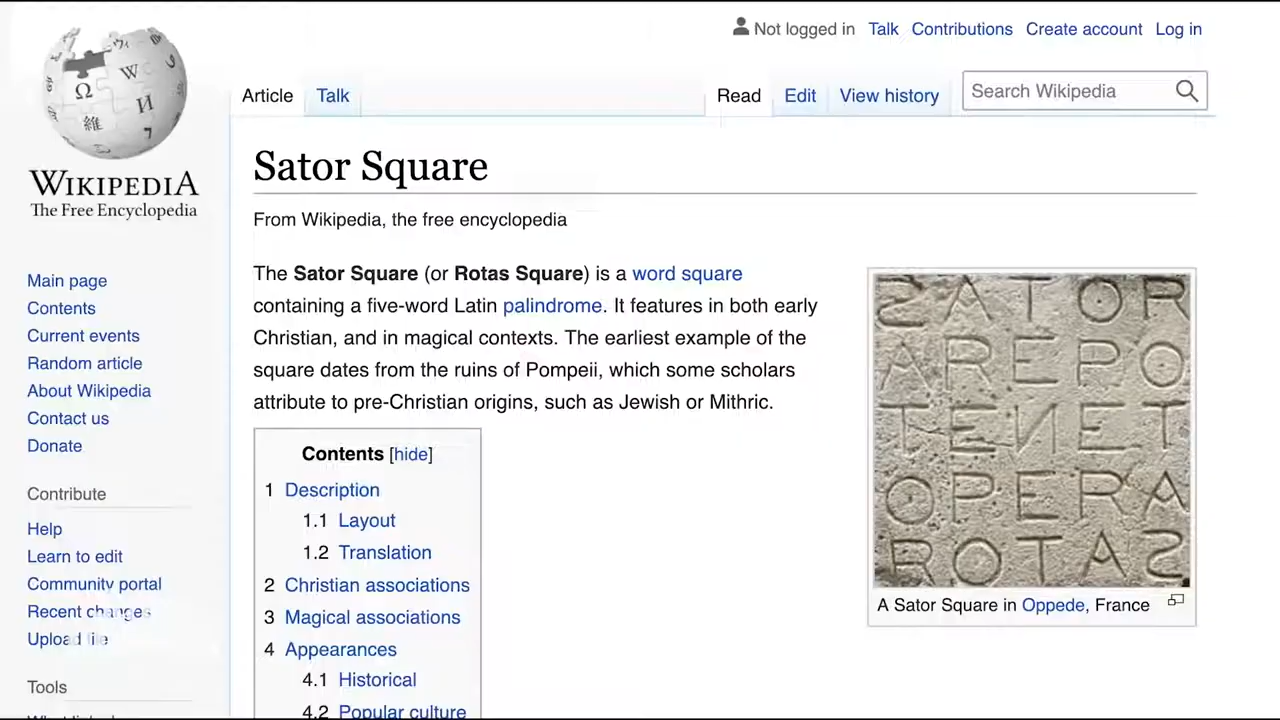 Not logged in Talk Contributions Create account Log in
Article Talk Read Edit View history Search Wikipedia
Ω W И 維
WIKIPEDIA
The Free Encyclopedia
Main page
Contents
Current events
Random article
About Wikipedia
Contact us
Donate
Contribute
Help
Learn to edit
Community portal
Recent changes
Upload file
Tools
Sator Square
From Wikipedia, the free encyclopedia
The Sator Square (or Rotas Square) is a word square
containing a five-word Latin palindrome. It features in both early
Christian, and in magical contexts. The earliest example of the
square dates from the ruins of Pompeii, which some scholars
attribute to pre-Christian origins, such as Jewish or Mithric.
Contents [hide]
1 Description
1.1 Layout
1.2 Translation
2 Christian associations
3 Magical associations
4 Appearances
4.1 Historical
4.2 Popular culture
SATOR
AREPO
TENET
OPERA
ROTAS
A Sator Square in Oppede, France